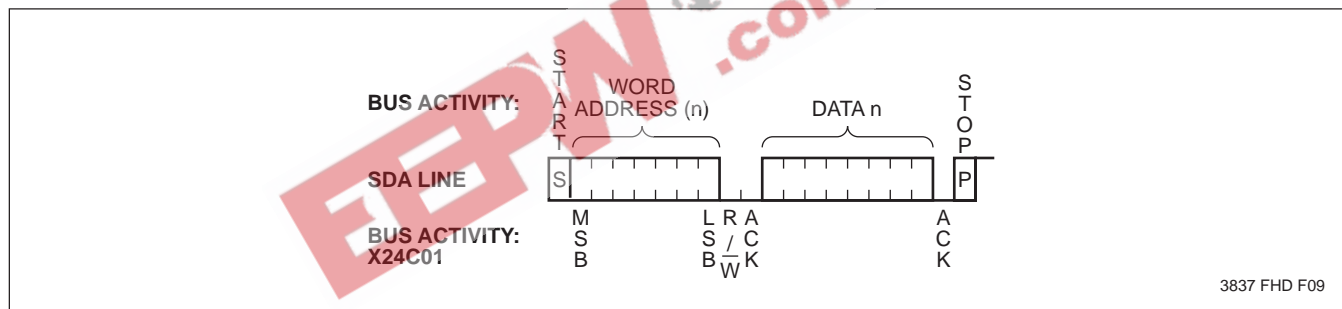 EEPW.com
START
BUS ACTIVITY:
WORD
ADDRESS (n)
DATA n
STOP
SDA LINE
S
P
BUS ACTIVITY:
X24C01
MSB
LSB
R/W
ACK
ACK
3837 FHD F09